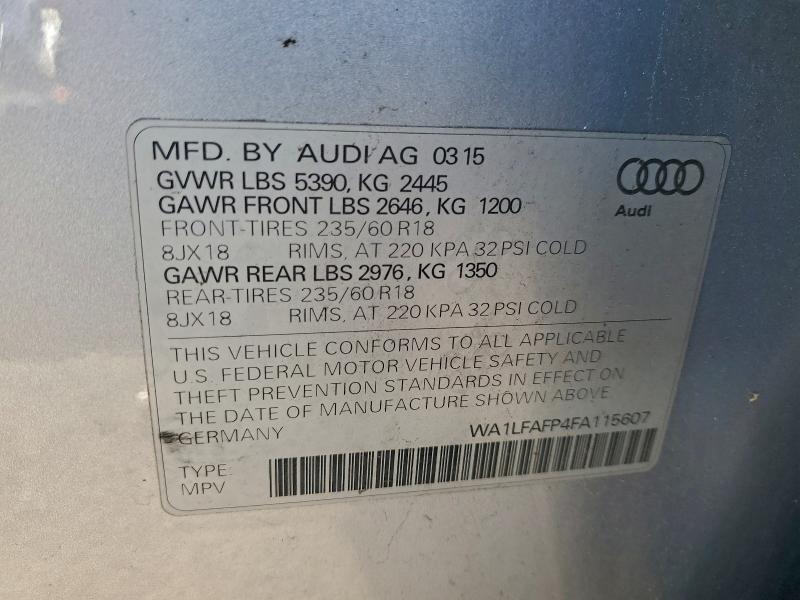 MFD. BY AUDI AG 03 15
GVWR LBS 5390, KG 2445
GAWR FRONT LBS 2646, KG 1200
FRONT-TIRES 235/60 R18
8JX18 RIMS, AT 220 KPA 32 PSI COLD
GAWR REAR LBS 2976, KG 1350
REAR-TIRES 235/60 R18
8JX18 RIMS, AT 220 KPA 32 PSI COLD
Audi
THIS VEHICLE CONFORMS TO ALL APPLICABLE
U.S. FEDERAL MOTOR VEHICLE SAFETY AND
THEFT PREVENTION STANDARDS IN EFFECT ON
THE DATE OF MANUFACTURE SHOWN ABOVE.
GERMANY WA1LFAFP4FA115607
TYPE:
MPV